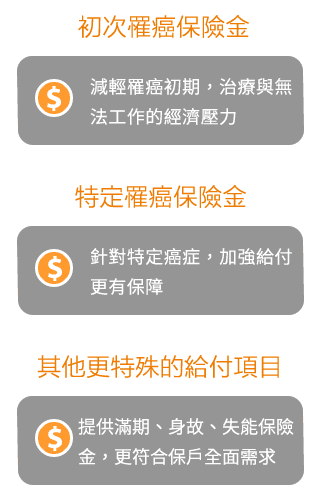 初次罹癌保險金
減輕罹癌初期，治療與無
法工作的經濟壓力
特定罹癌保險金
針對特定癌症，加強給付
更有保障
其他更特殊的給付項目
提供滿期、身故、失能保險
金，更符合保戶全面需求